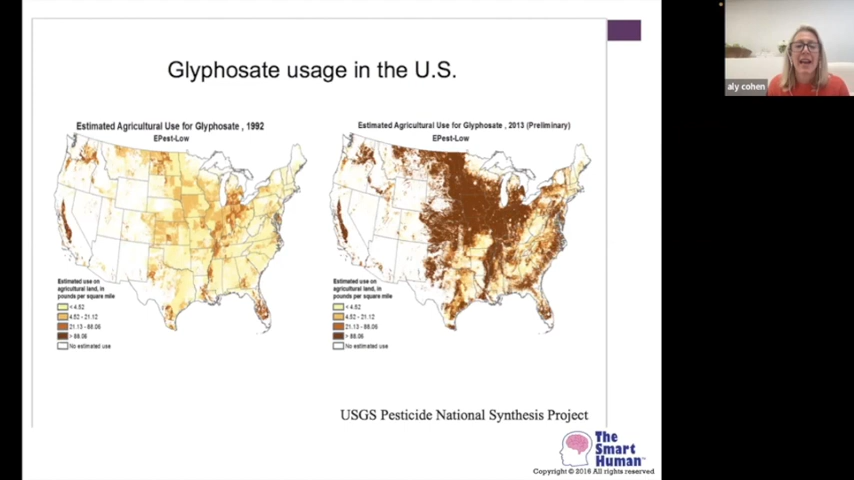 Glyphosate usage in the U.S.
Estimated Agricultural Use for Glyphosate , 1992
EPest-Low
Estimated use on
agricultural land, in
pounds per square mile
< 4.52
4.52 - 21.12
21.13 - 88.06
> 88.06
No estimated use
Estimated Agricultural Use for Glyphosate , 2013 (Preliminary)
EPest-Low
Estimated use on
agricultural land, in
pounds per square mile
< 4.52
4.52 - 21.12
21.13 - 88.06
> 88.06
No estimated use
USGS Pesticide National Synthesis Project
The
Smart
Human™
Copyright © 2016 All rights reserved
aly cohen